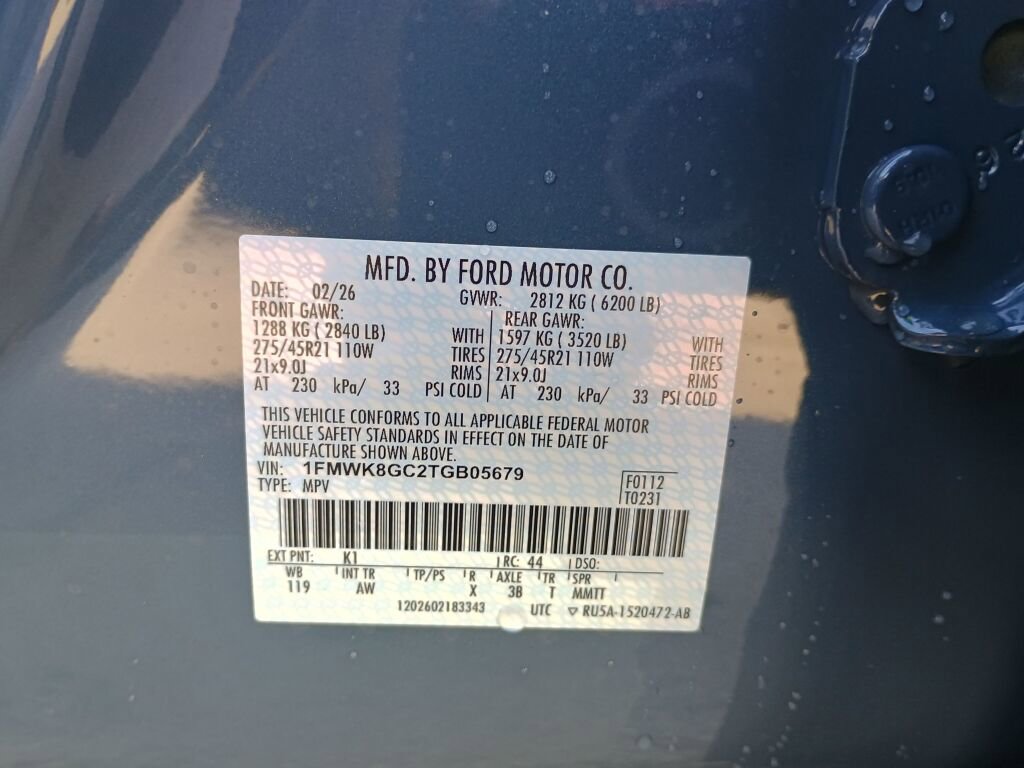 MFD. BY FORD MOTOR CO.
DATE: 02/26 GVWR: 2812 KG ( 6200 LB)
FRONT GAWR: REAR GAWR:
1288 KG ( 2840 LB) WITH 1597 KG ( 3520 LB) WITH
275/45R21 110W TIRES 275/45R21 110W TIRES
21x9.0J RIMS 21x9.0J RIMS
AT 230 kPa/ 33 PSI COLD AT 230 kPa/ 33 PSI COLD
THIS VEHICLE CONFORMS TO ALL APPLICABLE FEDERAL MOTOR
VEHICLE SAFETY STANDARDS IN EFFECT ON THE DATE OF
MANUFACTURE SHOWN ABOVE.
VIN: 1FMWK8GC2TGB05679
TYPE: MPV
F0112
T0231
EXT PNT: K1 RC: 44 DSO:
WB INT TR TP/PS R AXLE TR SPR
119 AW X 3B T MMTT
1202602183343 UTC ▽ RU5A-1520472-AB